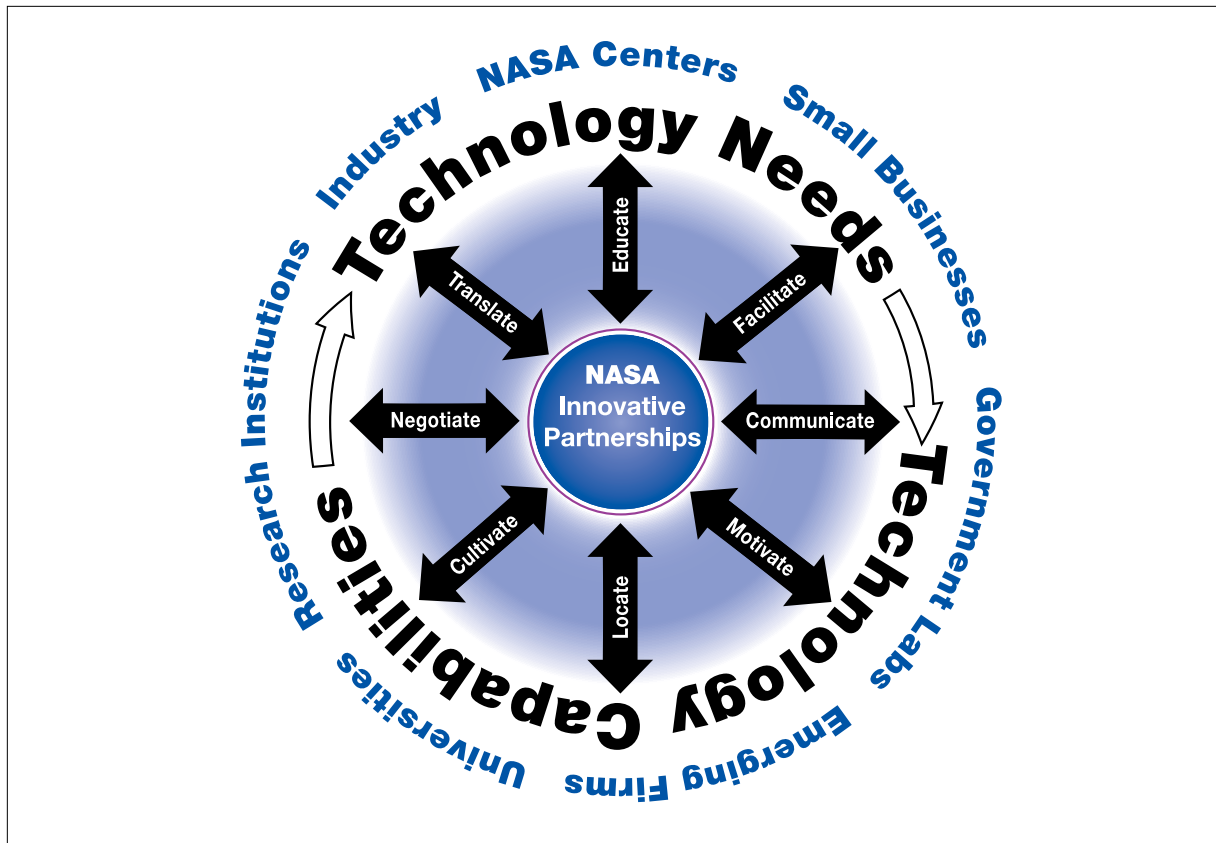 NASA Centers
Small Businesses
Government Labs
Emerging Firms
Universities
Research Institutions
Industry
Technology Needs
Technology Capabilities
Educate
Facilitate
Communicate
Motivate
Locate
Cultivate
Negotiate
Translate
NASA
Innovative
Partnerships